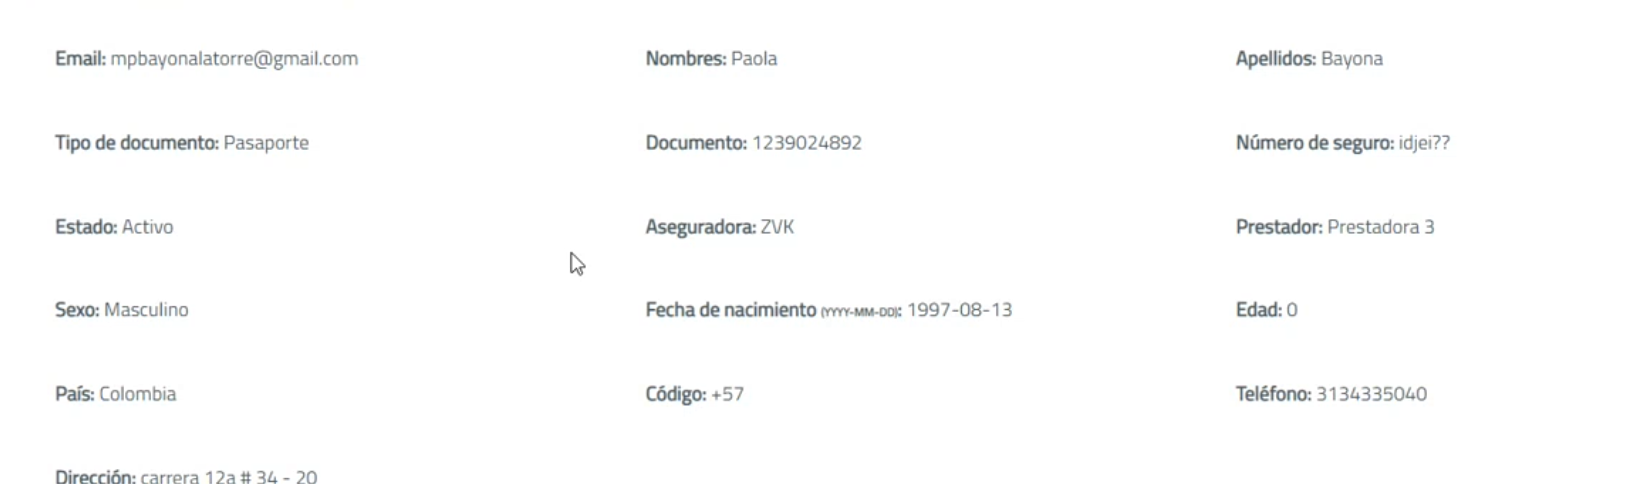 Email: mpbayonalatorre@gmail.com Nombres: Paola Apellidos: Bayona
Tipo de documento: Pasaporte Documento: 1239024892 Número de seguro: idjei??
Estado: Activo Aseguradora: ZVK Prestador: Prestadora 3
Sexo: Masculino Fecha de nacimiento (YYYY-MM-DD): 1997-08-13 Edad: 0
País: Colombia Código: +57 Teléfono: 3134335040
Dirección: carrera 12a # 34 - 20